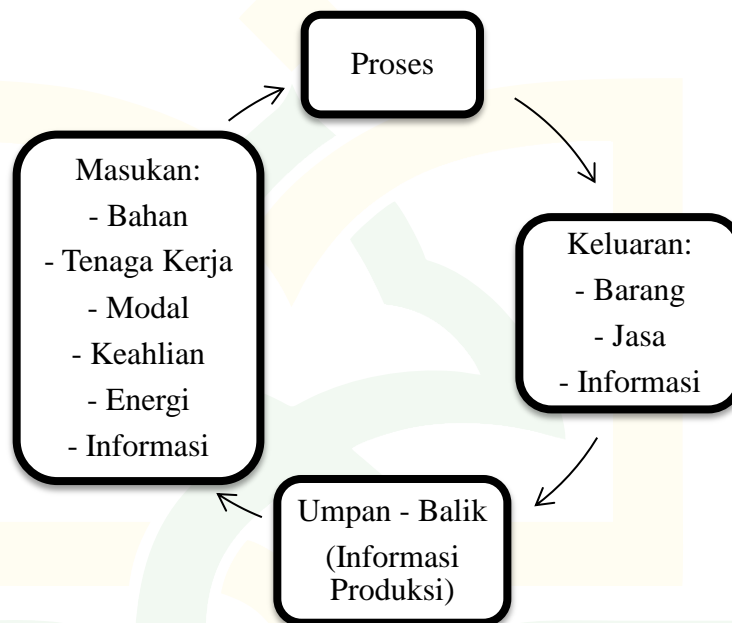 Proses
Masukan:
- Bahan
- Tenaga Kerja
- Modal
- Keahlian
- Energi
- Informasi
Keluaran:
- Barang
- Jasa
- Informasi
Umpan - Balik
(Informasi
Produksi)